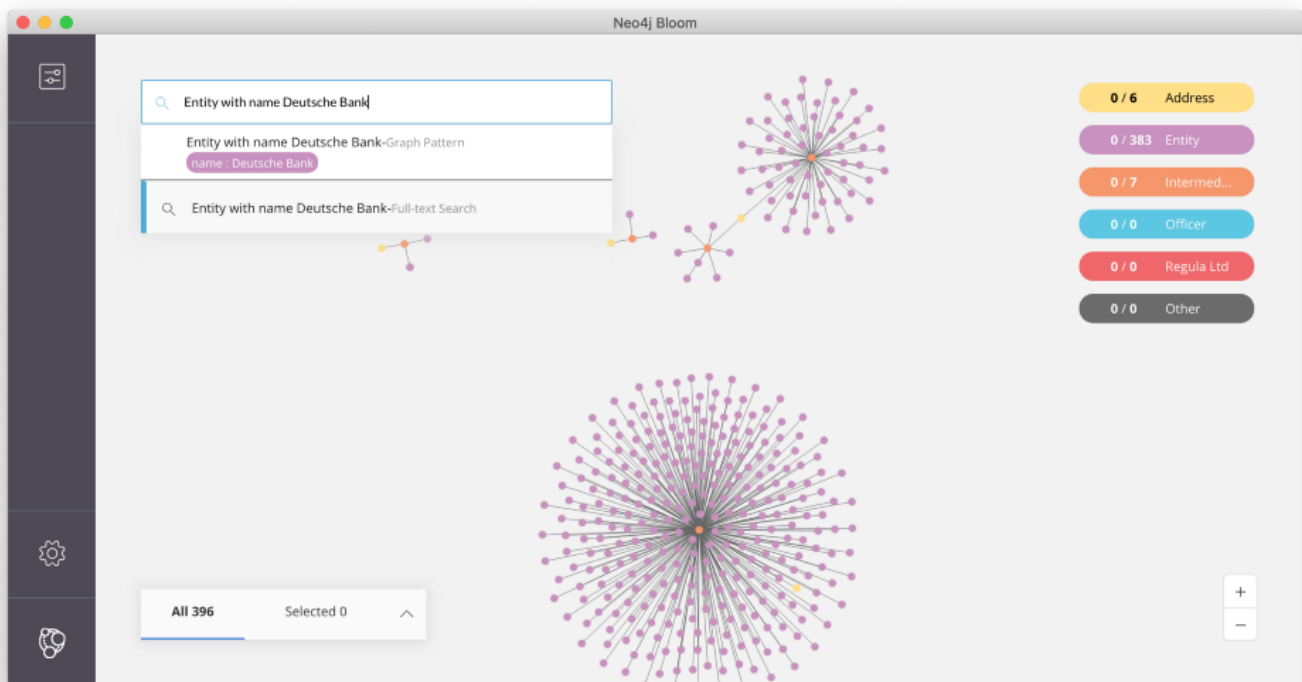 Neo4j Bloom
Entity with name Deutsche Bank
Entity with name Deutsche Bank-Graph Pattern
name : Deutsche Bank
Entity with name Deutsche Bank-Full-text Search
0 / 6 Address
0 / 383 Entity
0 / 7 Intermed...
0 / 0 Officer
0 / 0 Regula Ltd
0 / 0 Other
All 396 Selected 0
+
−